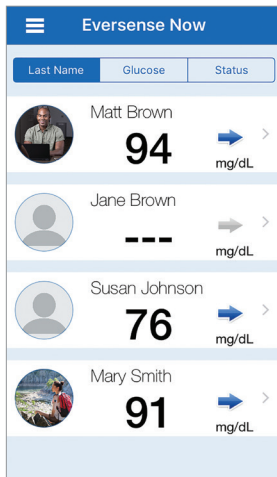 Eversense Now
Last Name Glucose Status
Matt Brown
94
mg/dL
Jane Brown
---
mg/dL
Susan Johnson
76
mg/dL
Mary Smith
91
mg/dL